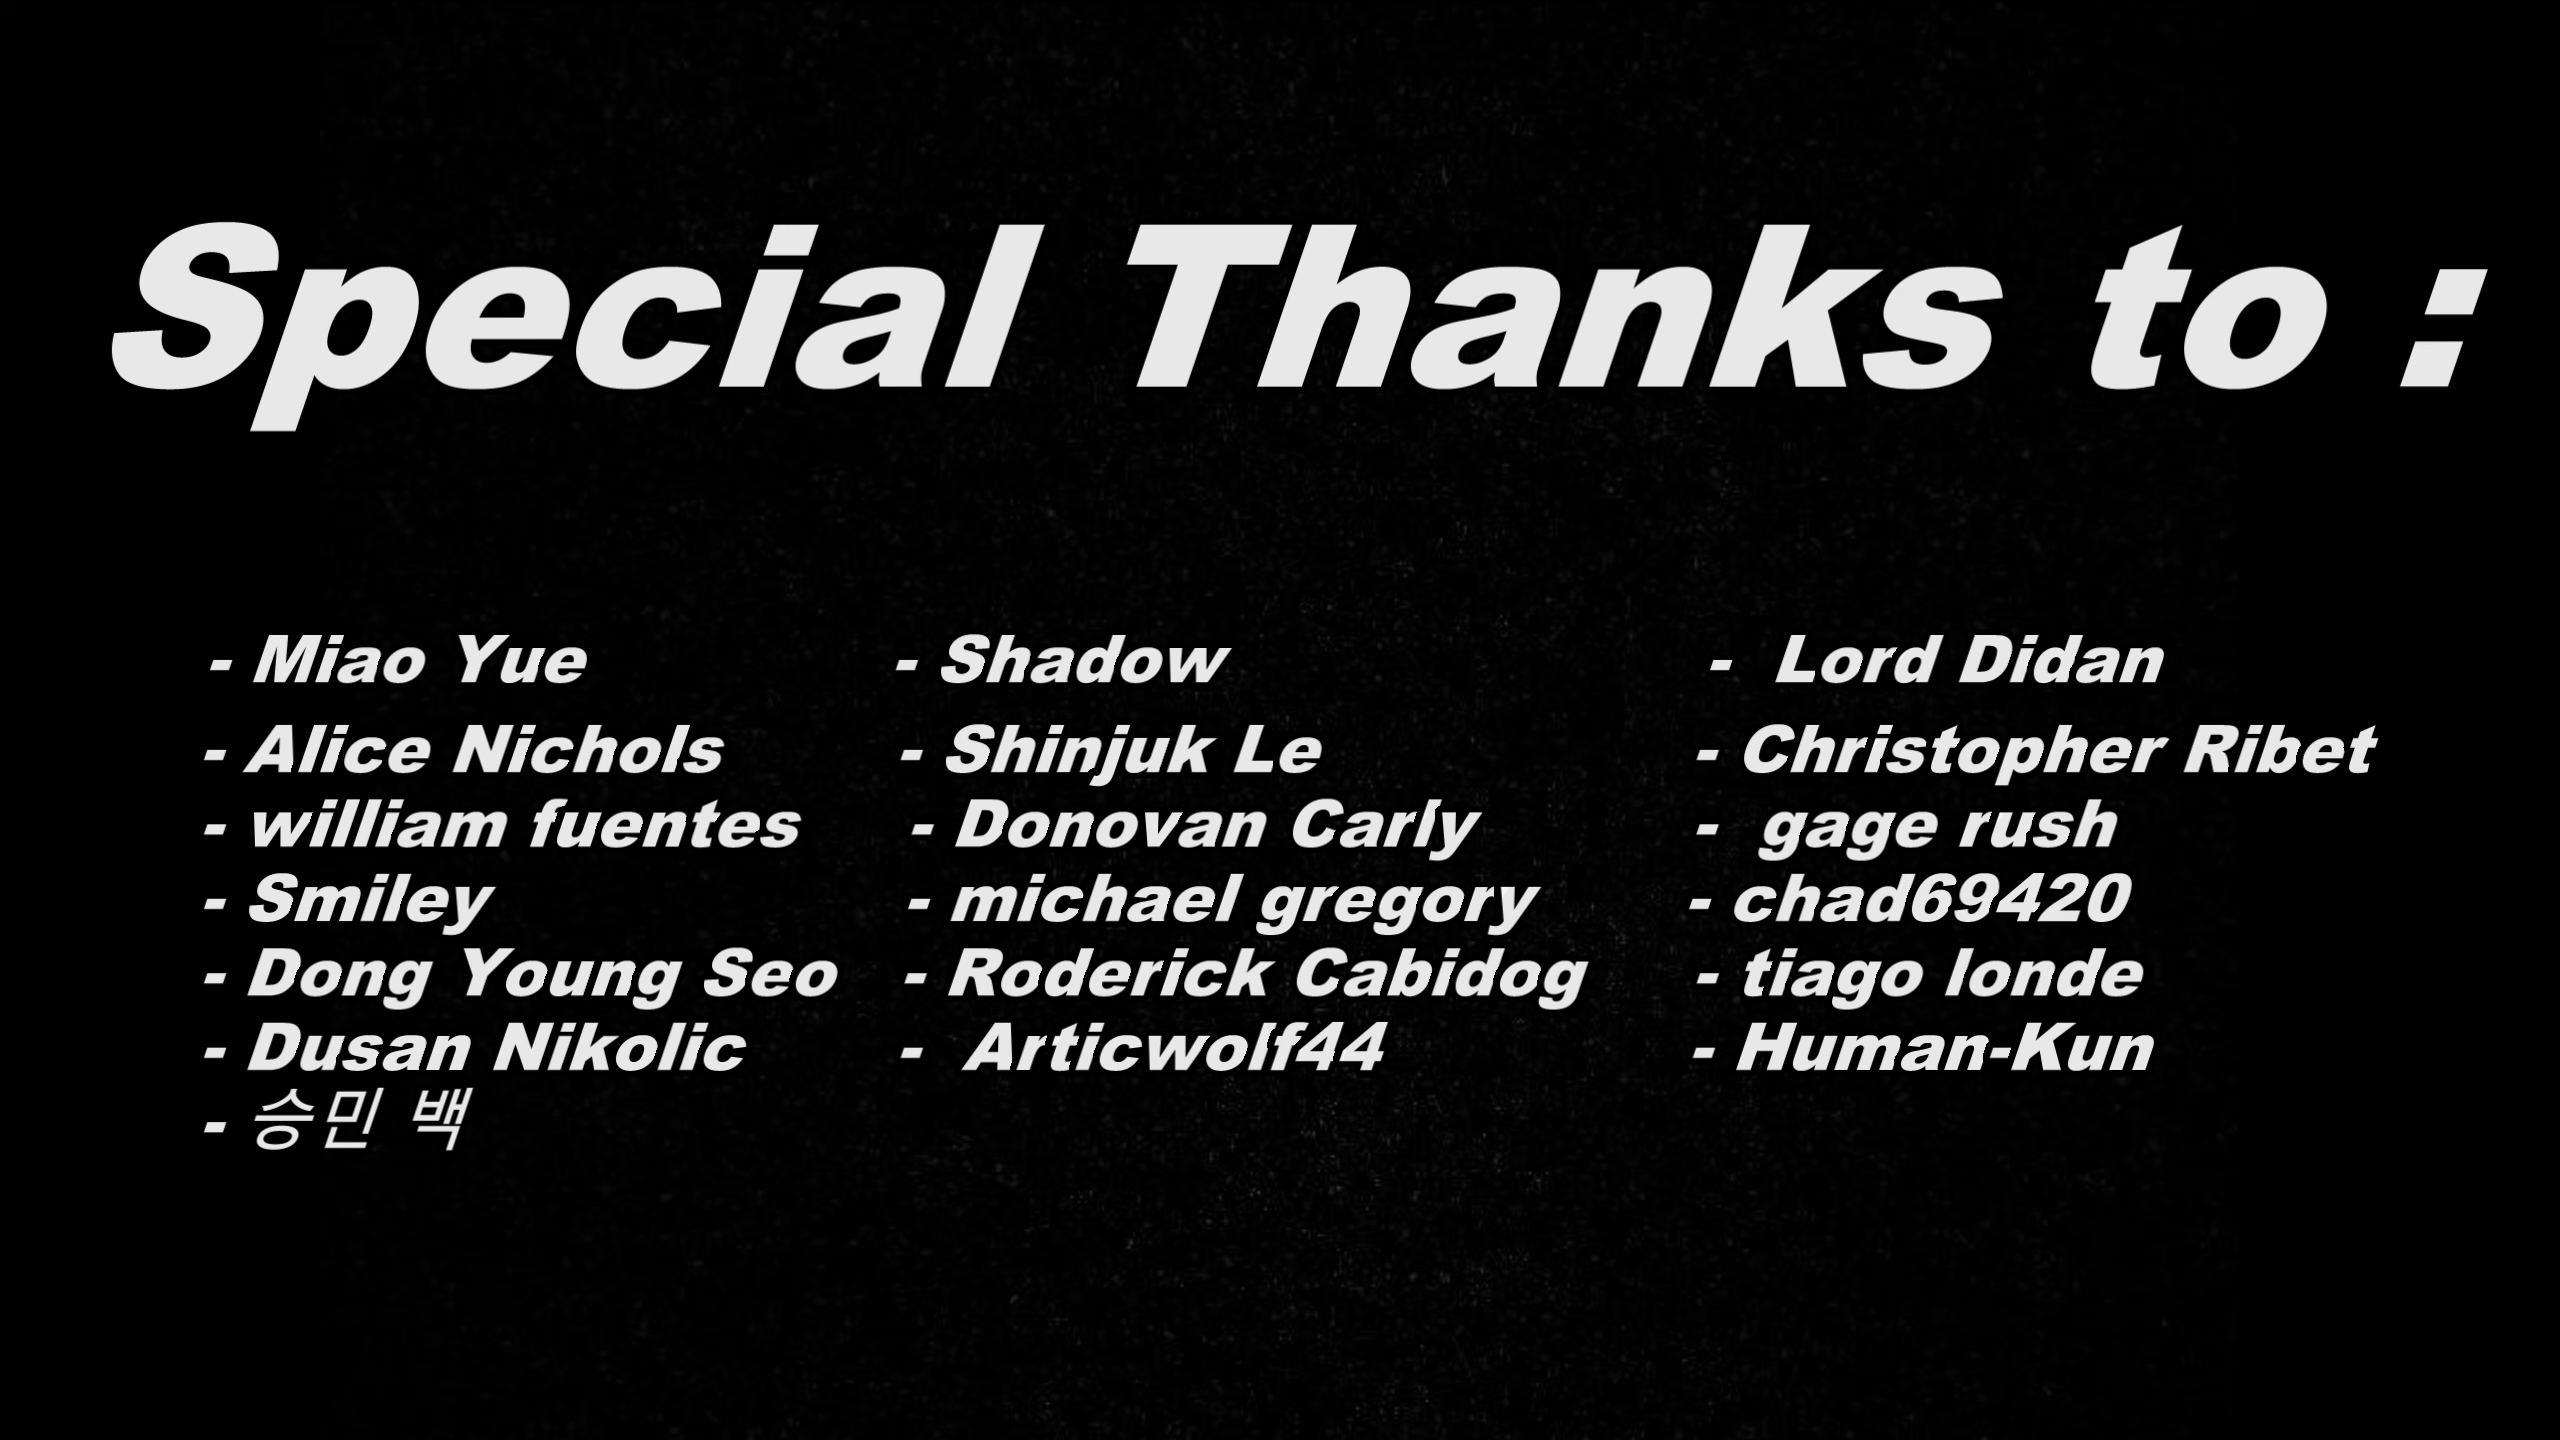 Special Thanks to :
- Miao Yue
- Alice Nichols
- william fuentes
- Smiley
- Dong Young Seo
- Dusan Nikolic
- 승민 백
- Shadow
- Shinjuk Le
- Donovan Carly
- michael gregory
- Roderick Cabidog
- Articwolf44
- Lord Didan
- Christopher Ribet
- gage rush
- chad69420
- tiago londe
- Human-Kun